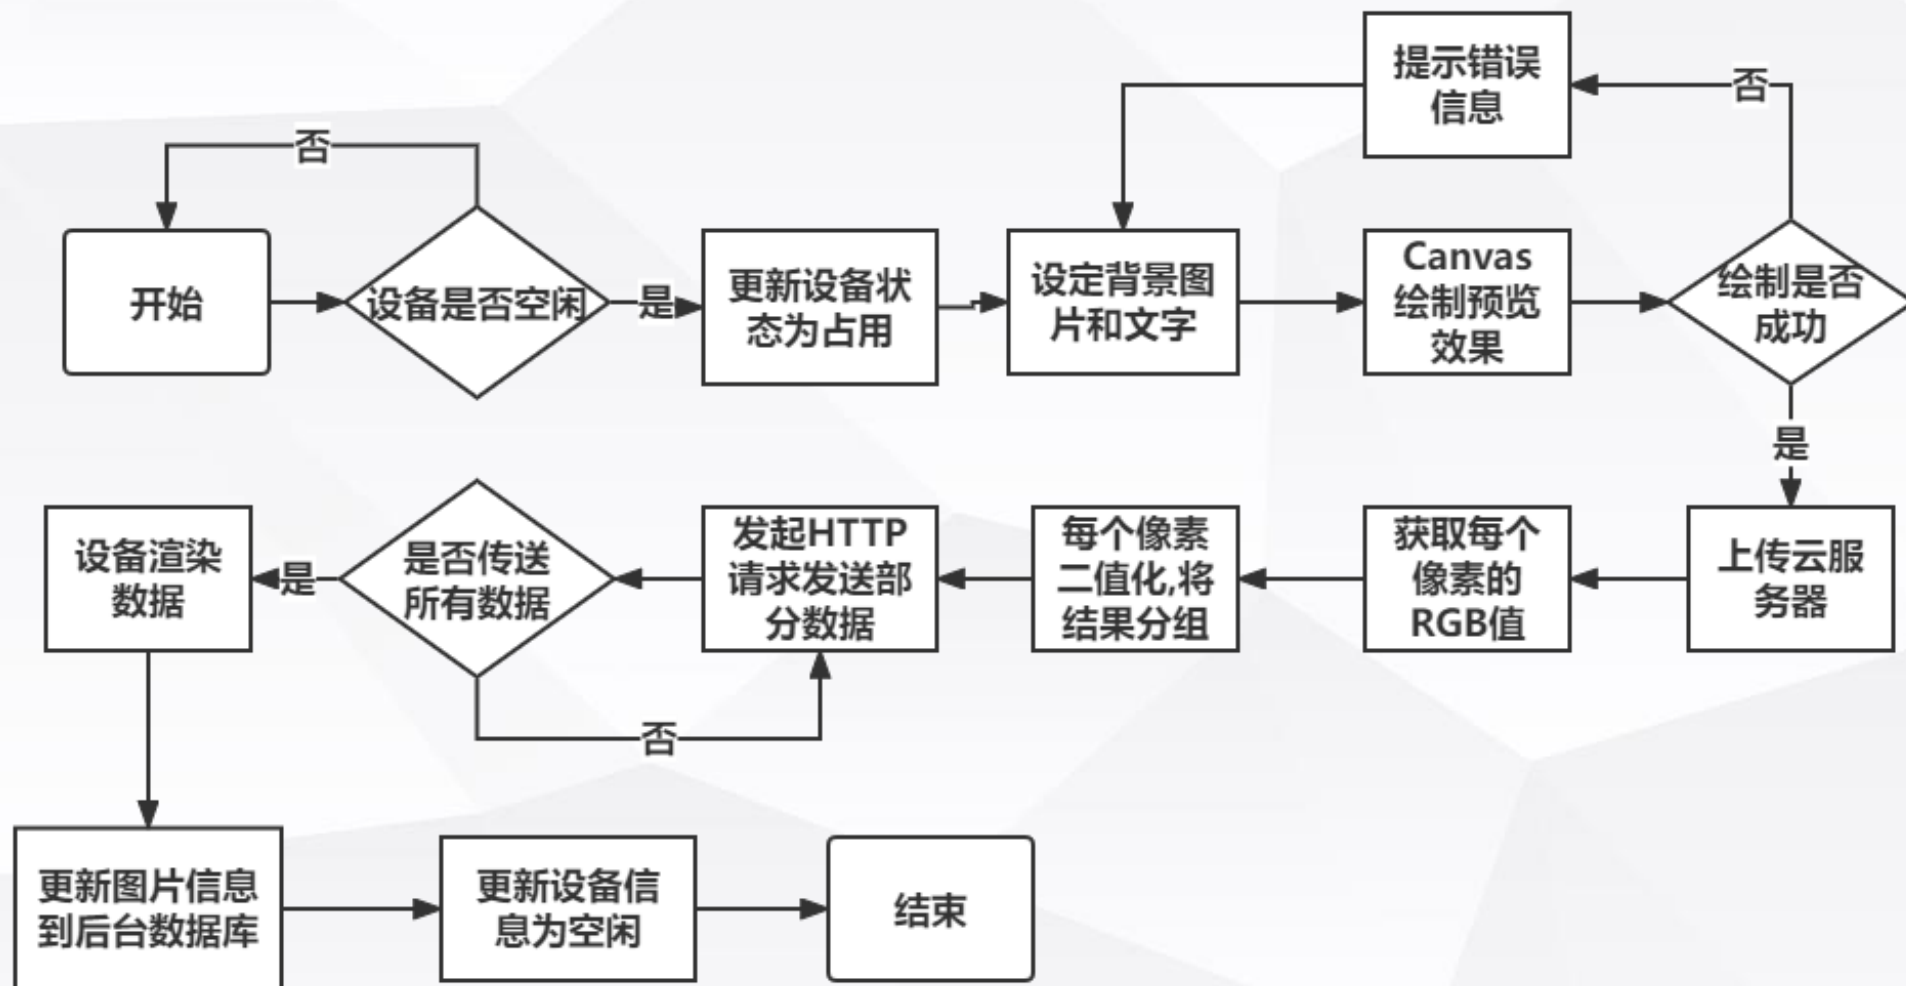 提示错误
信息
否
否
开始
设备是否空闲
是
更新设备状
态为占用
设定背景图
片和文字
Canvas
绘制预览
效果
绘制是否
成功
是
设备渲染
数据
是
是否传送
所有数据
发起HTTP
请求发送部
分数据
每个像素
二值化,将
结果分组
获取每个
像素的
RGB值
上传云服
务器
否
更新图片信息
到后台数据库
更新设备信
息为空闲
结束